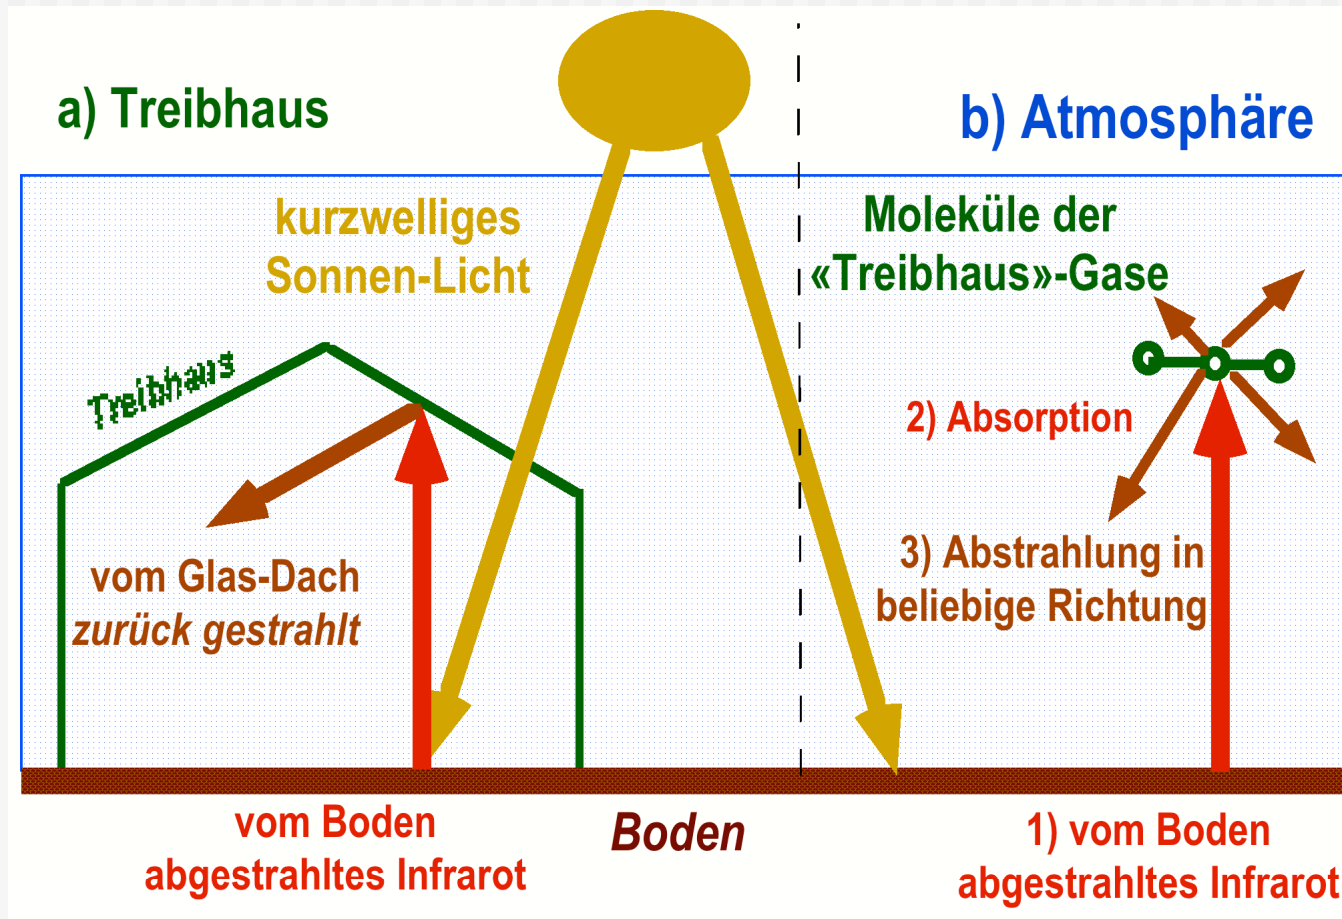 a) Treibhaus
b) Atmosphäre
kurzwelliges
Sonnen-Licht
Moleküle der
«Treibhaus»-Gase
Treibhaus
2) Absorption
vom Glas-Dach
zurück gestrahlt
3) Abstrahlung in
beliebige Richtung
vom Boden
abgestrahltes Infrarot
Boden
1) vom Boden
abgestrahltes Infrarot